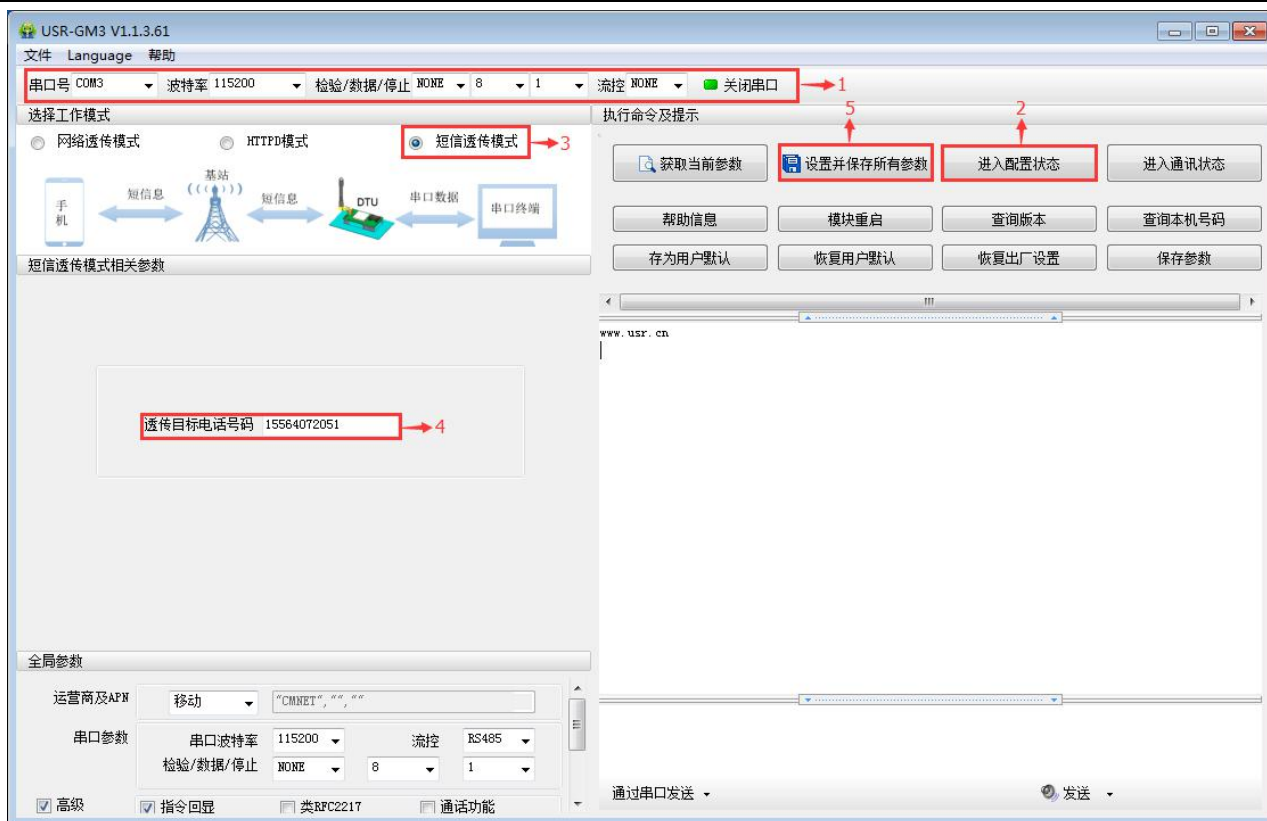 USR-GM3 V1.1.3.61
文件 Language 帮助
串口号 COM3 波特率 115200 检验/数据/停止 NONE 8 1 流控 NONE 关闭串口 1
选择工作模式
网络透传模式 HTTPD模式 短信透传模式 3
基站
手机 短信息 短信息 DTU 串口数据 串口终端
短信透传模式相关参数
透传目标电话号码 15564072051 4
全局参数
运营商及APN 移动 "CMNET","",""
串口参数 串口波特率 115200 流控 RS485
检验/数据/停止 NONE 8 1
高级 指令回显 类RFC2217 通话功能
执行命令及提示
5 2
获取当前参数 设置并保存所有参数 进入配置状态 进入通讯状态
帮助信息 模块重启 查询版本 查询本机号码
存为用户默认 恢复用户默认 恢复出厂设置 保存参数
www.usr.cn
通过串口发送 发送